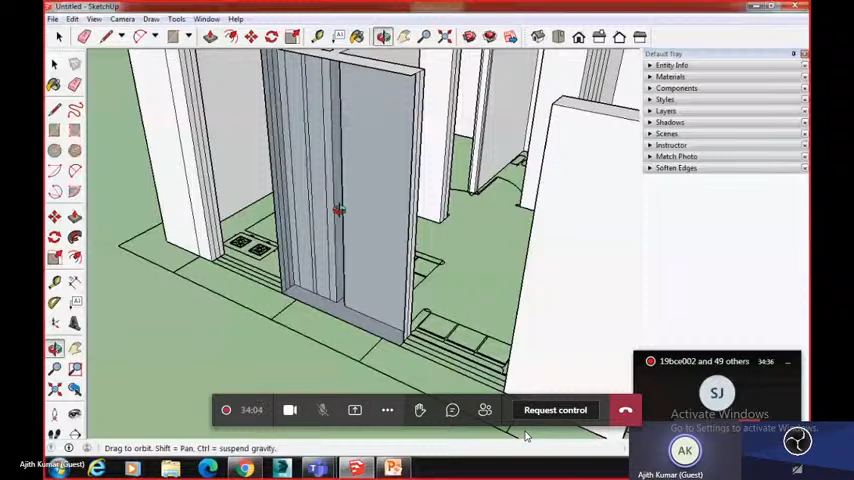 Untitled - SketchUp
File Edit View Camera Draw Tools Window Help
Default Tray
Entity Info
Materials
Components
Styles
Layers
Shadows
Scenes
Instructor
Match Photo
Soften Edges
19bce002 and 49 others 34:36
SJ
Activate Windows
Go to Settings to activate Windows.
34:04
Request control
AK
Drag to orbit. Shift = Pan, Ctrl = suspend gravity.
Ajith Kumar (Guest)
Ajith Kumar (Guest)